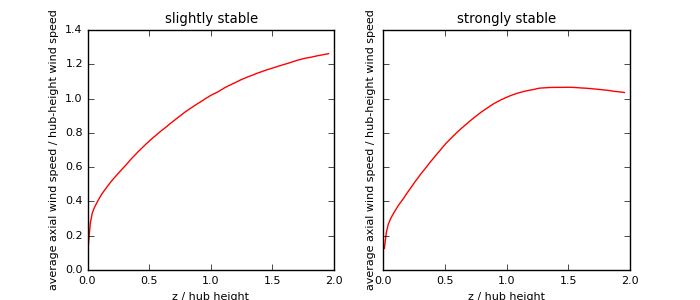 slightly stable
average axial wind speed / hub-height wind speed
1.4
1.2
1.0
0.8
0.6
0.4
0.2
0.0
0.0 0.5 1.0 1.5 2.0
z / hub height
strongly stable
average axial wind speed / hub-height wind speed
0.0 0.5 1.0 1.5 2.0
z / hub height